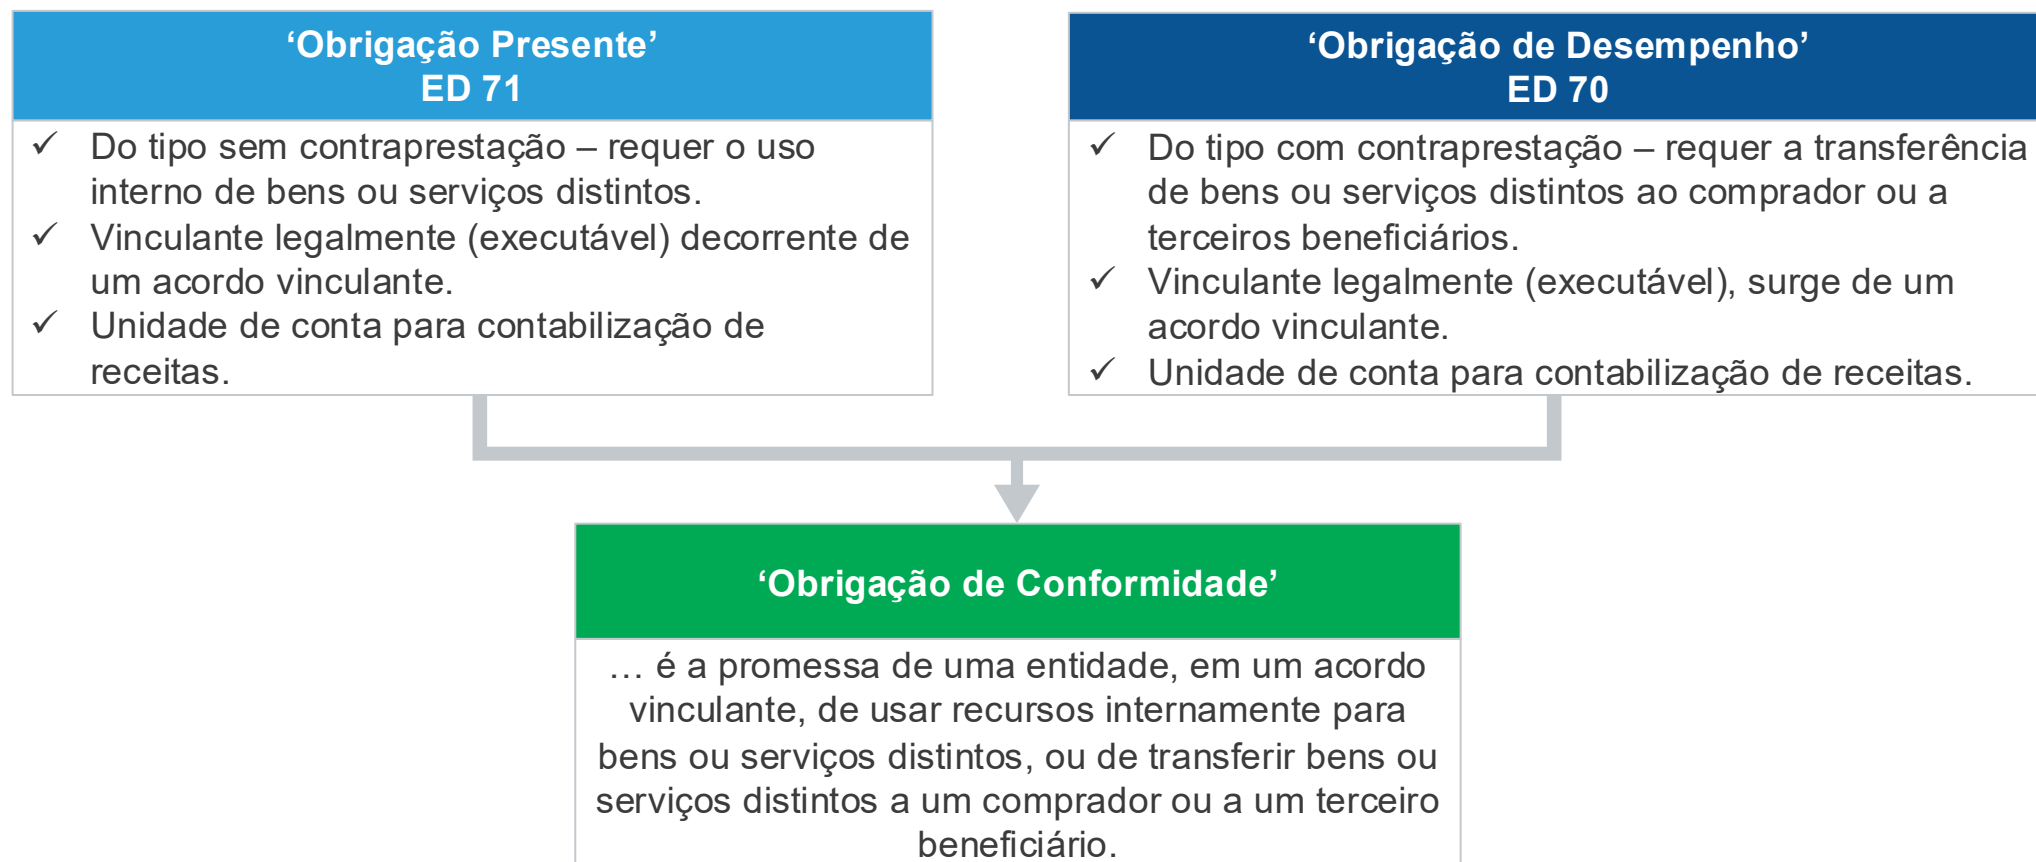 ‘Obrigação Presente’
ED 71
✓ Do tipo sem contraprestação – requer o uso
interno de bens ou serviços distintos.
✓ Vinculante legalmente (executável) decorrente de
um acordo vinculante.
✓ Unidade de conta para contabilização de
receitas.
‘Obrigação de Desempenho’
ED 70
✓ Do tipo com contraprestação – requer a transferência
de bens ou serviços distintos ao comprador ou a
terceiros beneficiários.
✓ Vinculante legalmente (executável), surge de um
acordo vinculante.
✓ Unidade de conta para contabilização de receitas.
‘Obrigação de Conformidade’
… é a promessa de uma entidade, em um acordo
vinculante, de usar recursos internamente para
bens ou serviços distintos, ou de transferir bens ou
serviços distintos a um comprador ou a um terceiro
beneficiário.